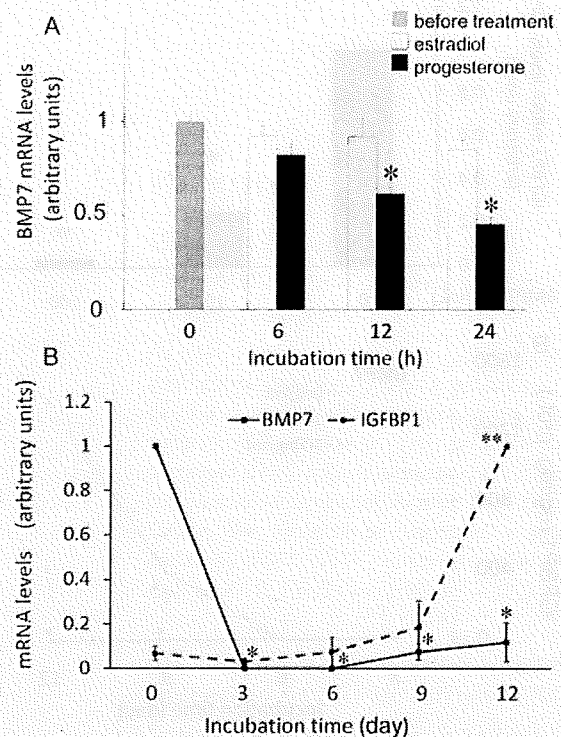 A
before treatment
estradiol
progesterone
BMP7 mRNA levels
(arbitrary units)
1
0.5
0
*
*
0 6 12 24
Incubation time (h)
B
mRNA levels (arbitrary units)
1.2
1
0.8
0.6
0.4
0.2
0
BMP7 IGFBP1
**
*
*
*
*
0 3 6 9 12
Incubation time (day)